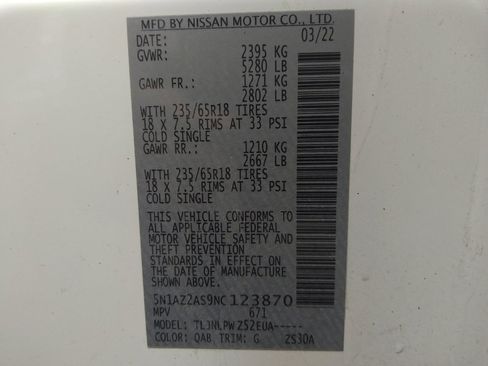 MFD BY NISSAN MOTOR CO., LTD.
DATE: 03/22
GVWR: 2395 KG
5280 LB
GAWR FR.: 1271 KG
2802 LB
WITH 235/65R18 TIRES
18 X 7.5 RIMS AT 33 PSI
COLD SINGLE
GAWR RR.: 1210 KG
2667 LB
WITH 235/65R18 TIRES
18 X 7.5 RIMS AT 33 PSI
COLD SINGLE
THIS VEHICLE CONFORMS TO
ALL APPLICABLE FEDERAL
MOTOR VEHICLE SAFETY AND
THEFT PREVENTION
STANDARDS IN EFFECT ON
THE DATE OF MANUFACTURE
SHOWN ABOVE.
5N1AZ2AS9NC123870
MPV 671
MODEL: TLJNLPW ZS2EUA-----
COLOR: QAB TRIM: G ZS30A